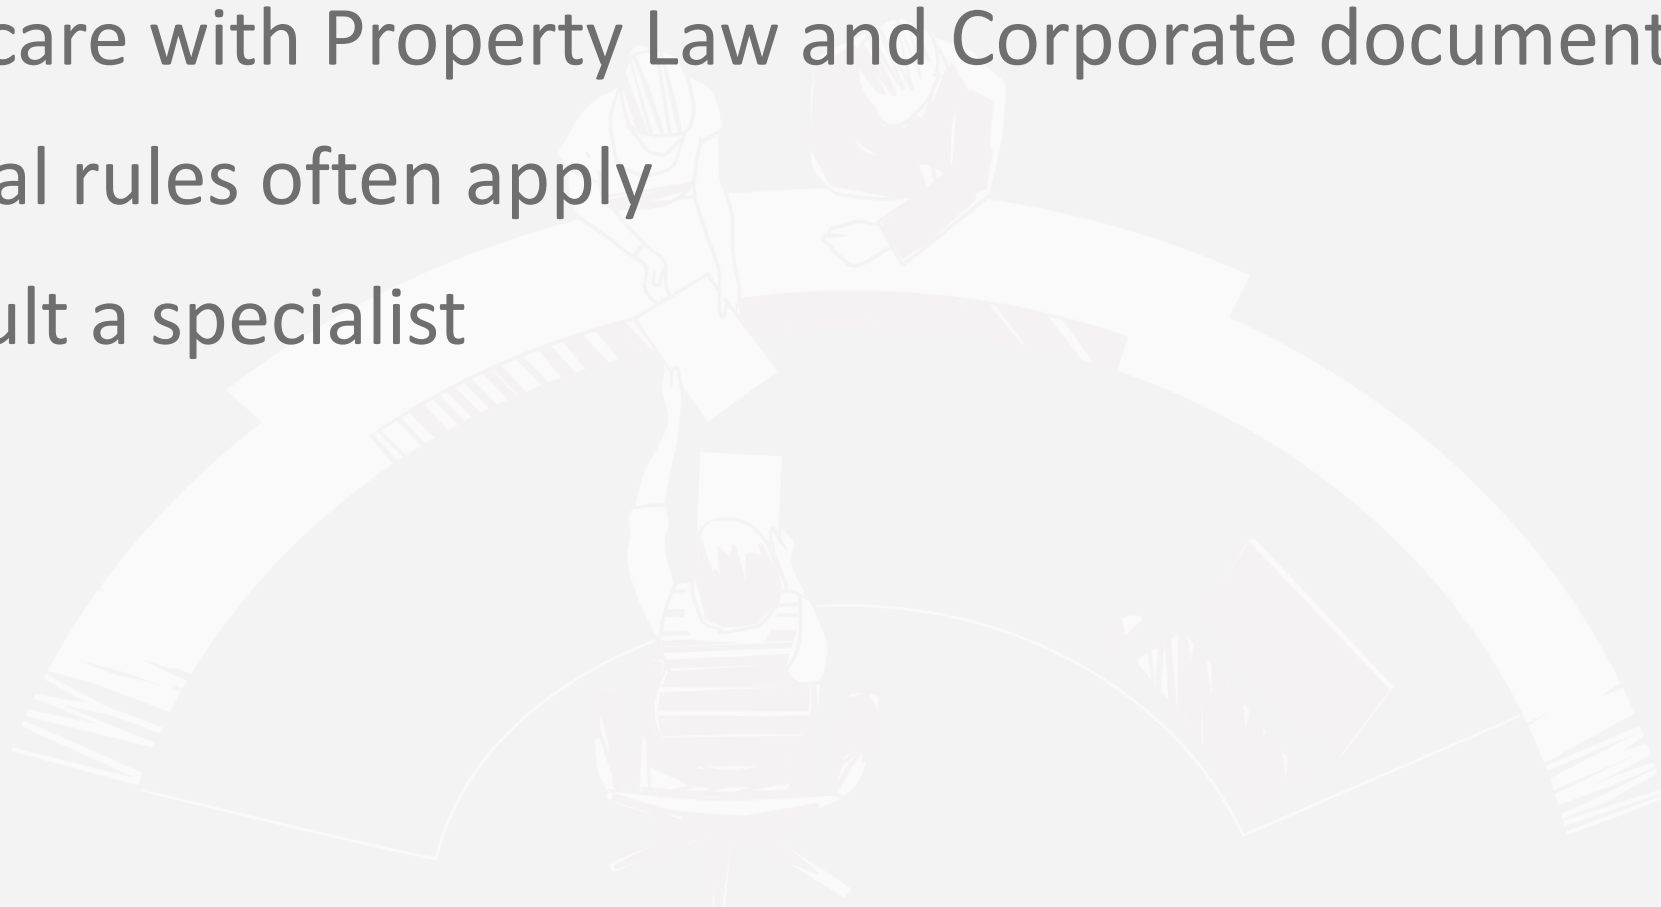 care with Property Law and Corporate document
al rules often apply
ult a specialist